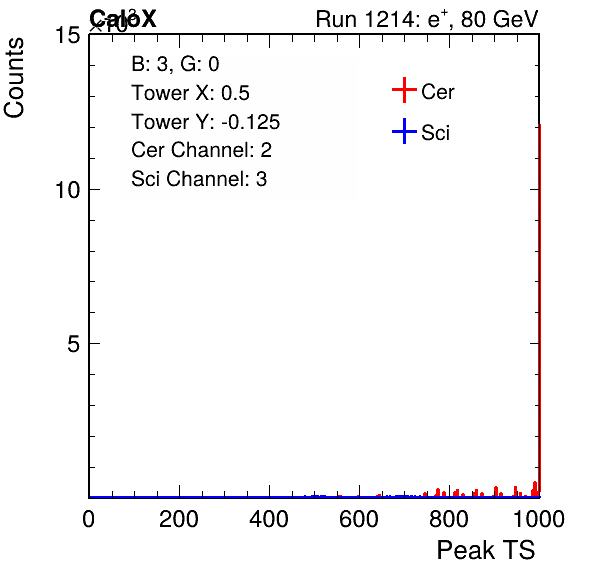 CaloX Run 1214: e+, 80 GeV
×10³
15
Counts
B: 3, G: 0
Tower X: 0.5
Tower Y: -0.125
Cer Channel: 2
Sci Channel: 3
Cer
Sci
10
5
0 200 400 600 800 1000
Peak TS